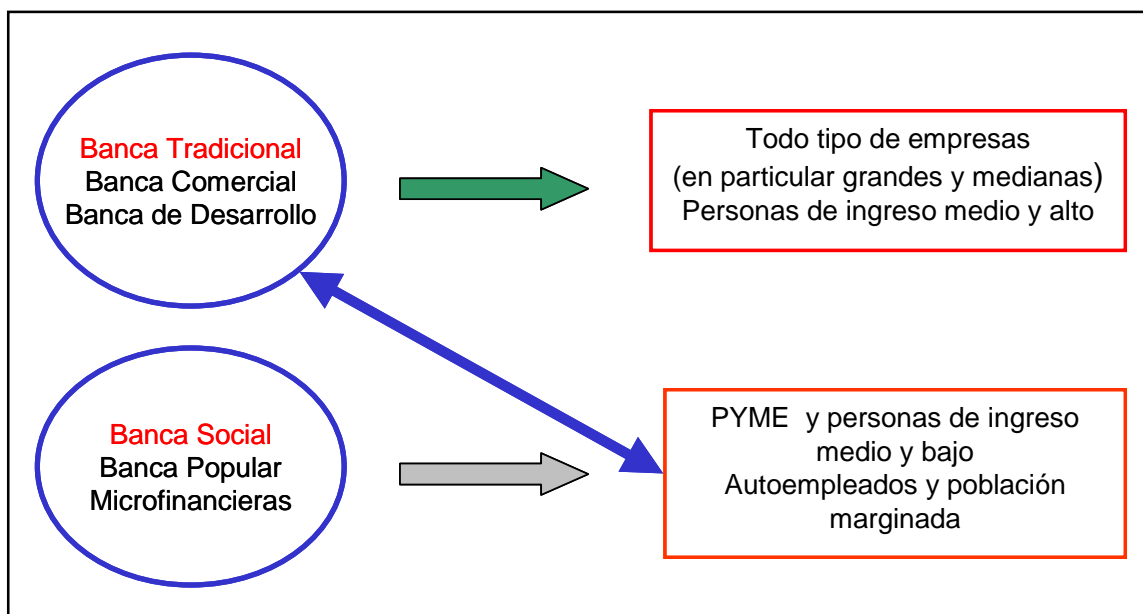 Banca Tradicional
Banca Comercial
Banca de Desarrollo
Todo tipo de empresas
(en particular grandes y medianas)
Personas de ingreso medio y alto
Banca Social
Banca Popular
Microfinancieras
PYME y personas de ingreso
medio y bajo
Autoempleados y población
marginada